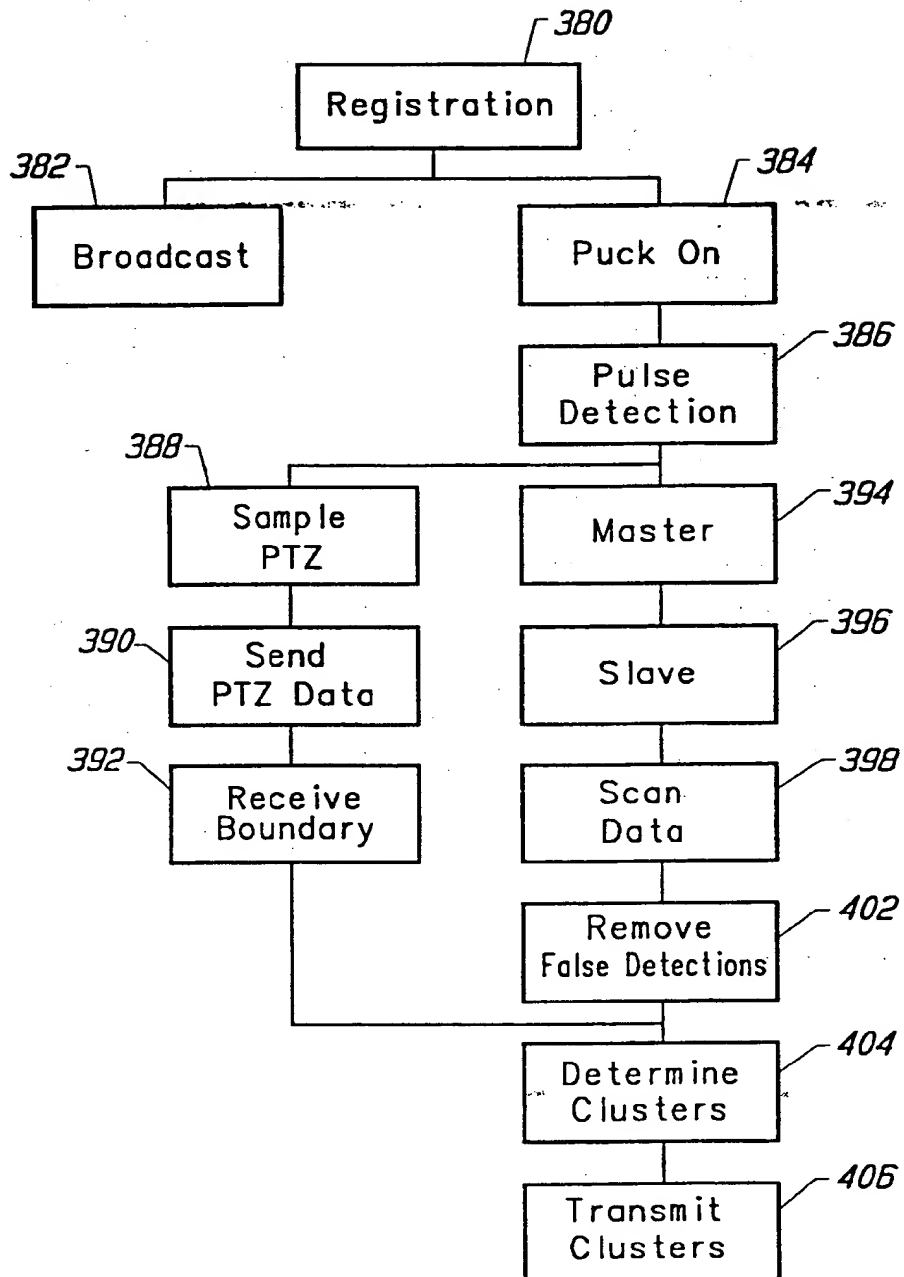 380
Registration
382
384
Broadcast
Puck On
386
Pulse
Detection
388
394
Sample
PTZ
Master
390
396
Send
PTZ Data
Slave
392
398
Receive
Boundary
Scan
Data
402
Remove
False Detections
404
Determine
Clusters
406
Transmit
Clusters